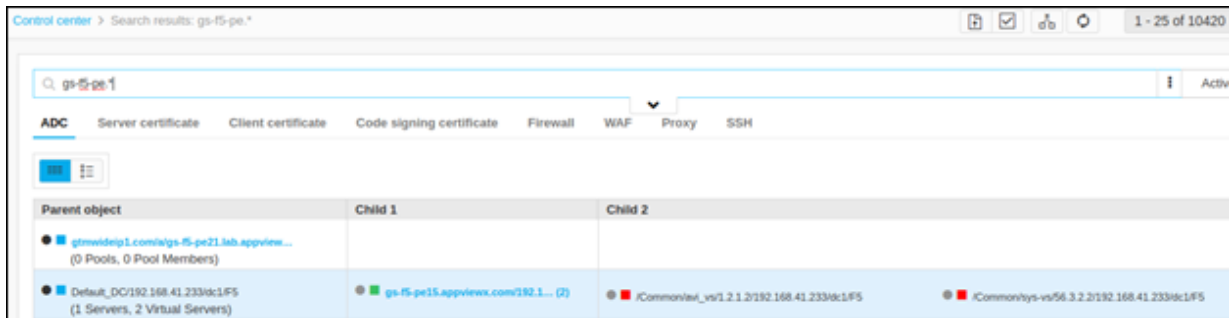 Control center > Search results: gs-f5-pe.*
1 - 25 of 10420
gs-f5-pe.*
Activ
ADC Server certificate Client certificate Code signing certificate Firewall WAF Proxy SSH
Parent object Child 1 Child 2
gtmwideip1.com/a/gs-f5-pe21.lab.appview...
(0 Pools, 0 Pool Members)
Default_DC/192.168.41.233/dc1/F5 gs-f5-pe15.appviewx.com/192.1... (2) /Common/avi_vs/1.2.1.2/192.168.41.233/dc1/F5 /Common/sys-vs/56.3.2.2/192.168.41.233/dc1/F5
(1 Servers, 2 Virtual Servers)